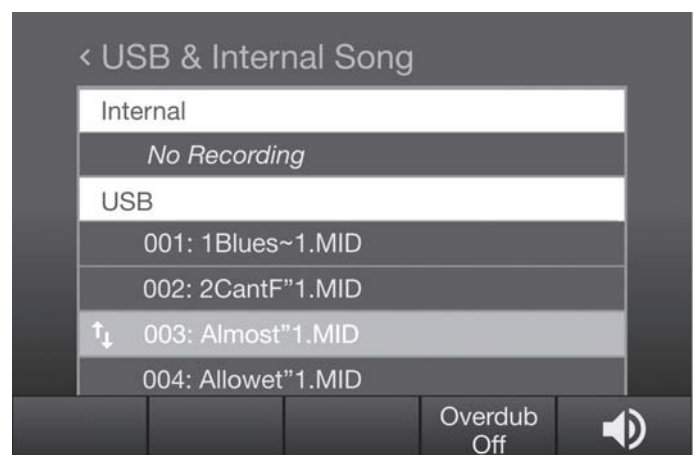 < USB & Internal Song
Internal
No Recording
USB
001: 1Blues~1.MID
002: 2CantF”1.MID
003: Almost”1.MID
004: Allowet”1.MID
Overdub
Off